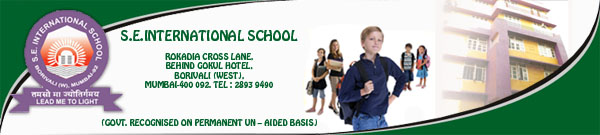 S.E. INTERNATIONAL SCHOOL
BORIVALI (W), MUMBAI-92
तमसो मा ज्योतिर्गमय
LEAD ME TO LIGHT
S.E.INTERNATIONAL SCHOOL
ROKADIA CROSS LANE,
BEHIND GOKUL HOTEL,
BORIVALI (WEST),
MUMBAI-400 092. TEL : 2893 9490
(GOVT. RECOGNISED ON PERMANENT UN – AIDED BASIS)